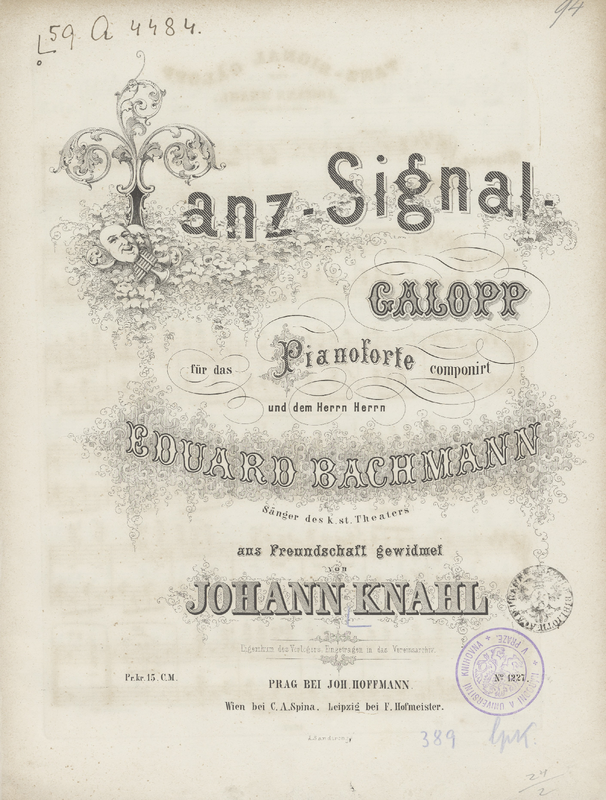 59 A 4484.
94
Tanz-Signal-
GALOPP
für das Pianoforte componirt
und dem Herrn Herrn
EDUARD BACHMANN
Sänger des k. st. Theaters
aus Freundschaft gewidmet
von
JOHANN KNAHL
Eigenthum des Verlegers. Eingetragen in das Vereinsarchiv.
Pr. kr. 15. C.M.
No 1227.
PRAG BEI JOH. HOFFMANN.
Wien bei C. A. Spina. Leipzig bei F. Hofmeister.
389